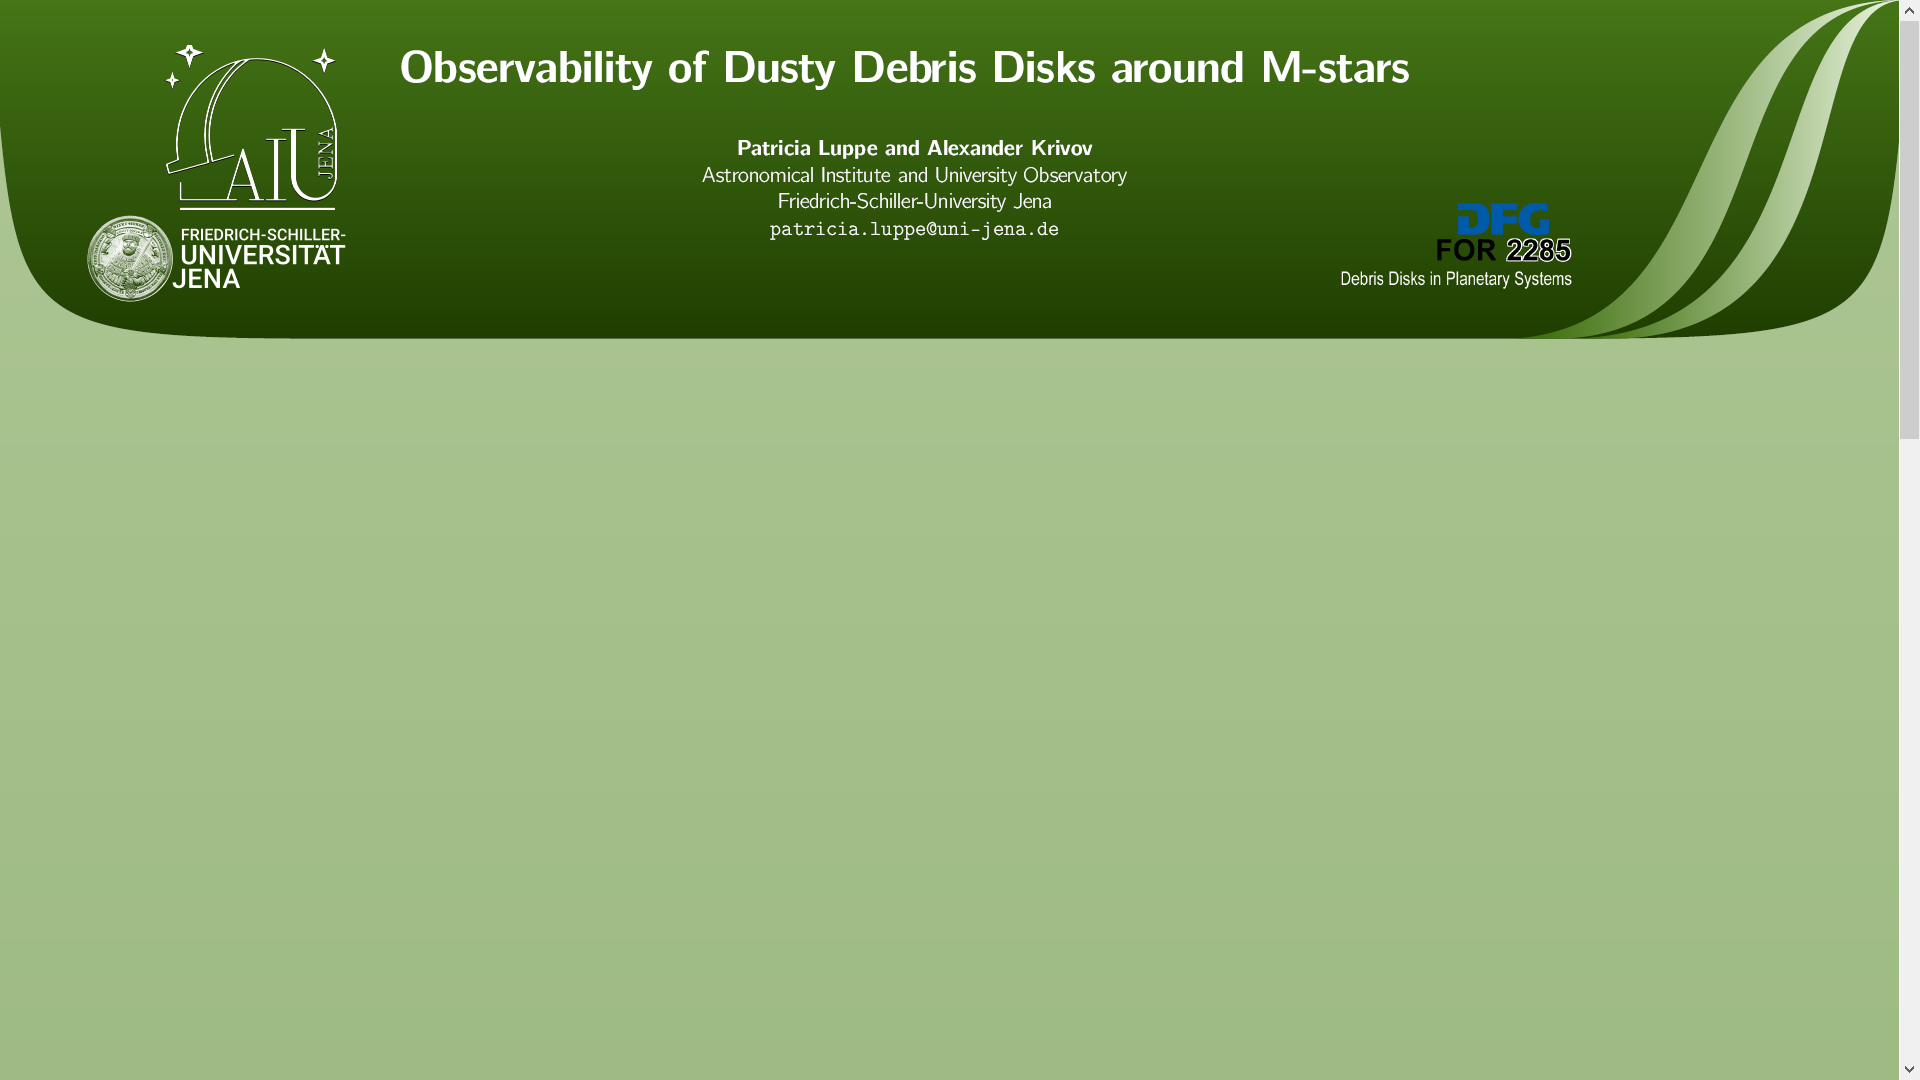 Observability of Dusty Debris Disks around M-stars
Patricia Luppe and Alexander Krivov
Astronomical Institute and University Observatory
Friedrich-Schiller-University Jena
patricia.luppe@uni-jena.de
AIU
JENA
FRIEDRICH-SCHILLER-
UNIVERSITÄT
JENA
DFG
FOR 2285
Debris Disks in Planetary Systems